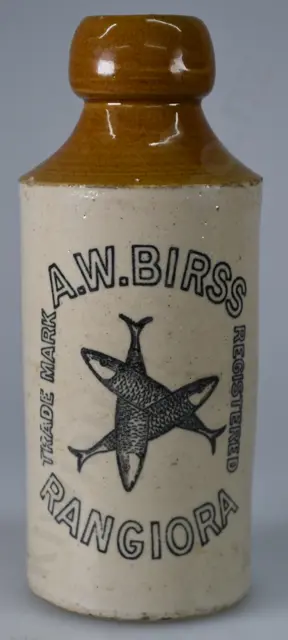 A.W.BIRSS
TRADE MARK
REGISTERED
RANGIORA